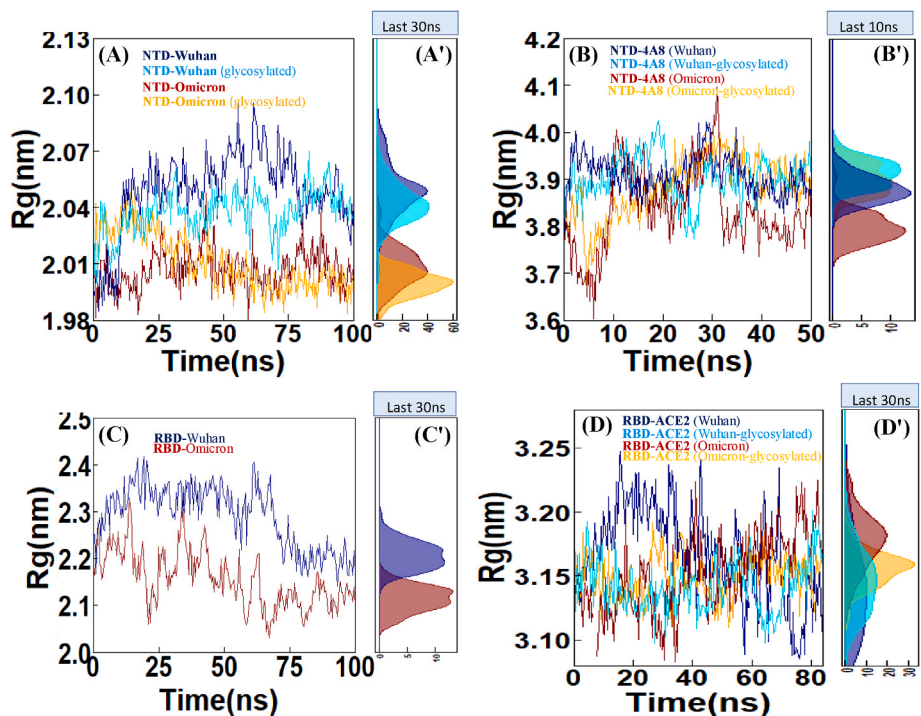 Last 30ns
2.13
(A)
(A')
NTD-Wuhan
NTD-Wuhan (glycosylated)
NTD-Omicron
NTD-Omicron (glycosylated)
2.10
2.07
2.04
2.01
1.98
Rg(nm)
0 25 50 75 100
Time(ns)
0 20 40 60
Last 10ns
4.2
(B)
(B')
NTD-4A8 (Wuhan)
NTD-4A8 (Wuhan-glycosylated)
NTD-4A8 (Omicron)
NTD-4A8 (Omicron-glycosylated)
4.1
4.0
3.9
3.8
3.7
3.6
Rg(nm)
0 10 20 30 40 50
Time(ns)
0 5 10
Last 30ns
2.5
(C)
(C')
RBD-Wuhan
RBD-Omicron
2.4
2.3
2.2
2.1
2.0
Rg(nm)
0 25 50 75 100
Time(ns)
0 5 10
Last 30ns
(D)
(D')
RBD-ACE2 (Wuhan)
RBD-ACE2 (Wuhan-glycosylated)
RBD-ACE2 (Omicron)
RBD-ACE2 (Omicron-glycosylated)
3.25
3.20
3.15
3.10
Rg(nm)
0 20 40 60 80
Time(ns)
0 10 20 30